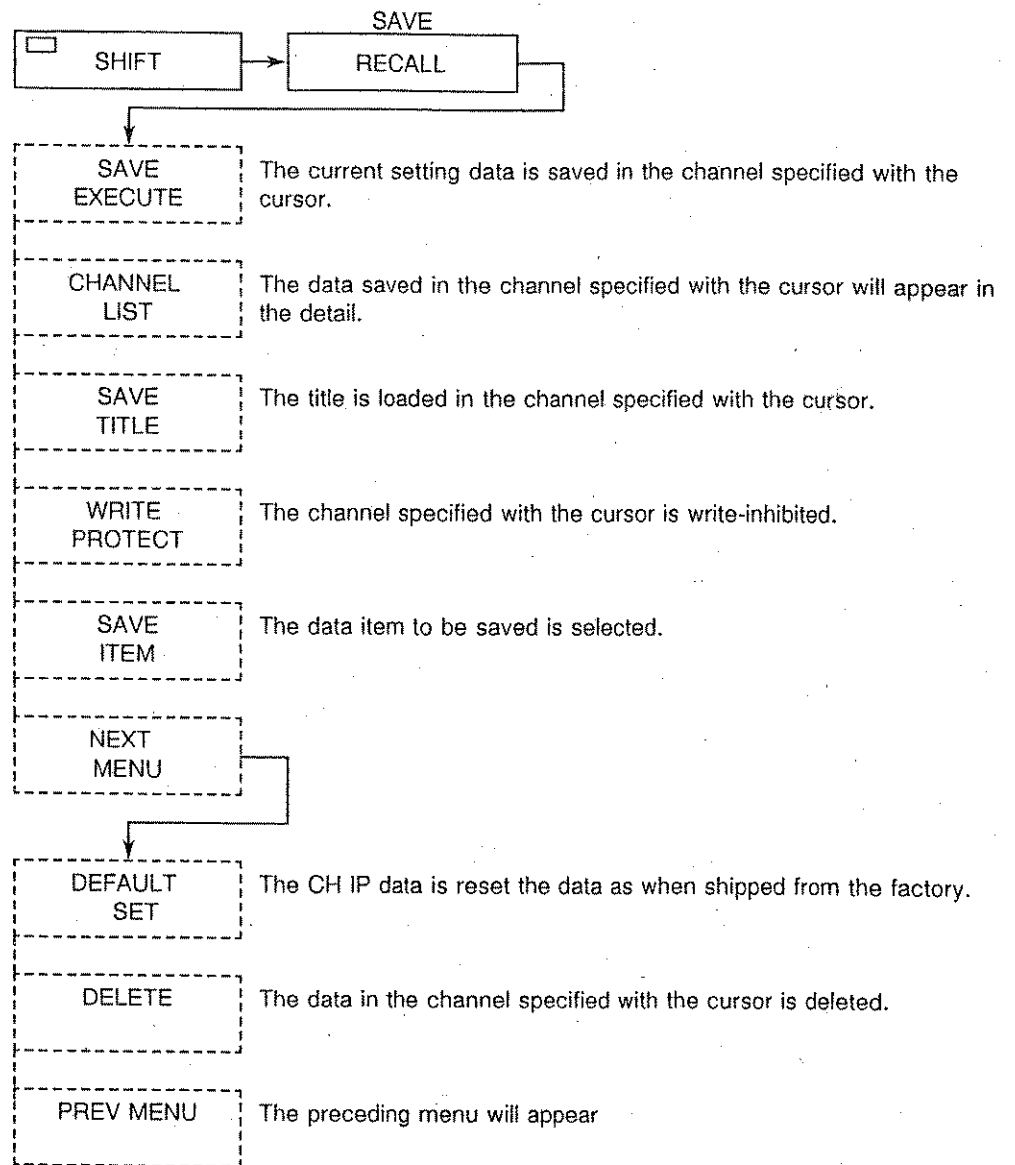 SAVE
SHIFT
RECALL
SAVE
EXECUTE
The current setting data is saved in the channel specified with the
cursor.
CHANNEL
LIST
The data saved in the channel specified with the cursor will appear in
the detail.
SAVE
TITLE
The title is loaded in the channel specified with the cursor.
WRITE
PROTECT
The channel specified with the cursor is write-inhibited.
SAVE
ITEM
The data item to be saved is selected.
NEXT
MENU
DEFAULT
SET
The CH IP data is reset the data as when shipped from the factory.
DELETE
The data in the channel specified with the cursor is deleted.
PREV MENU
The preceding menu will appear